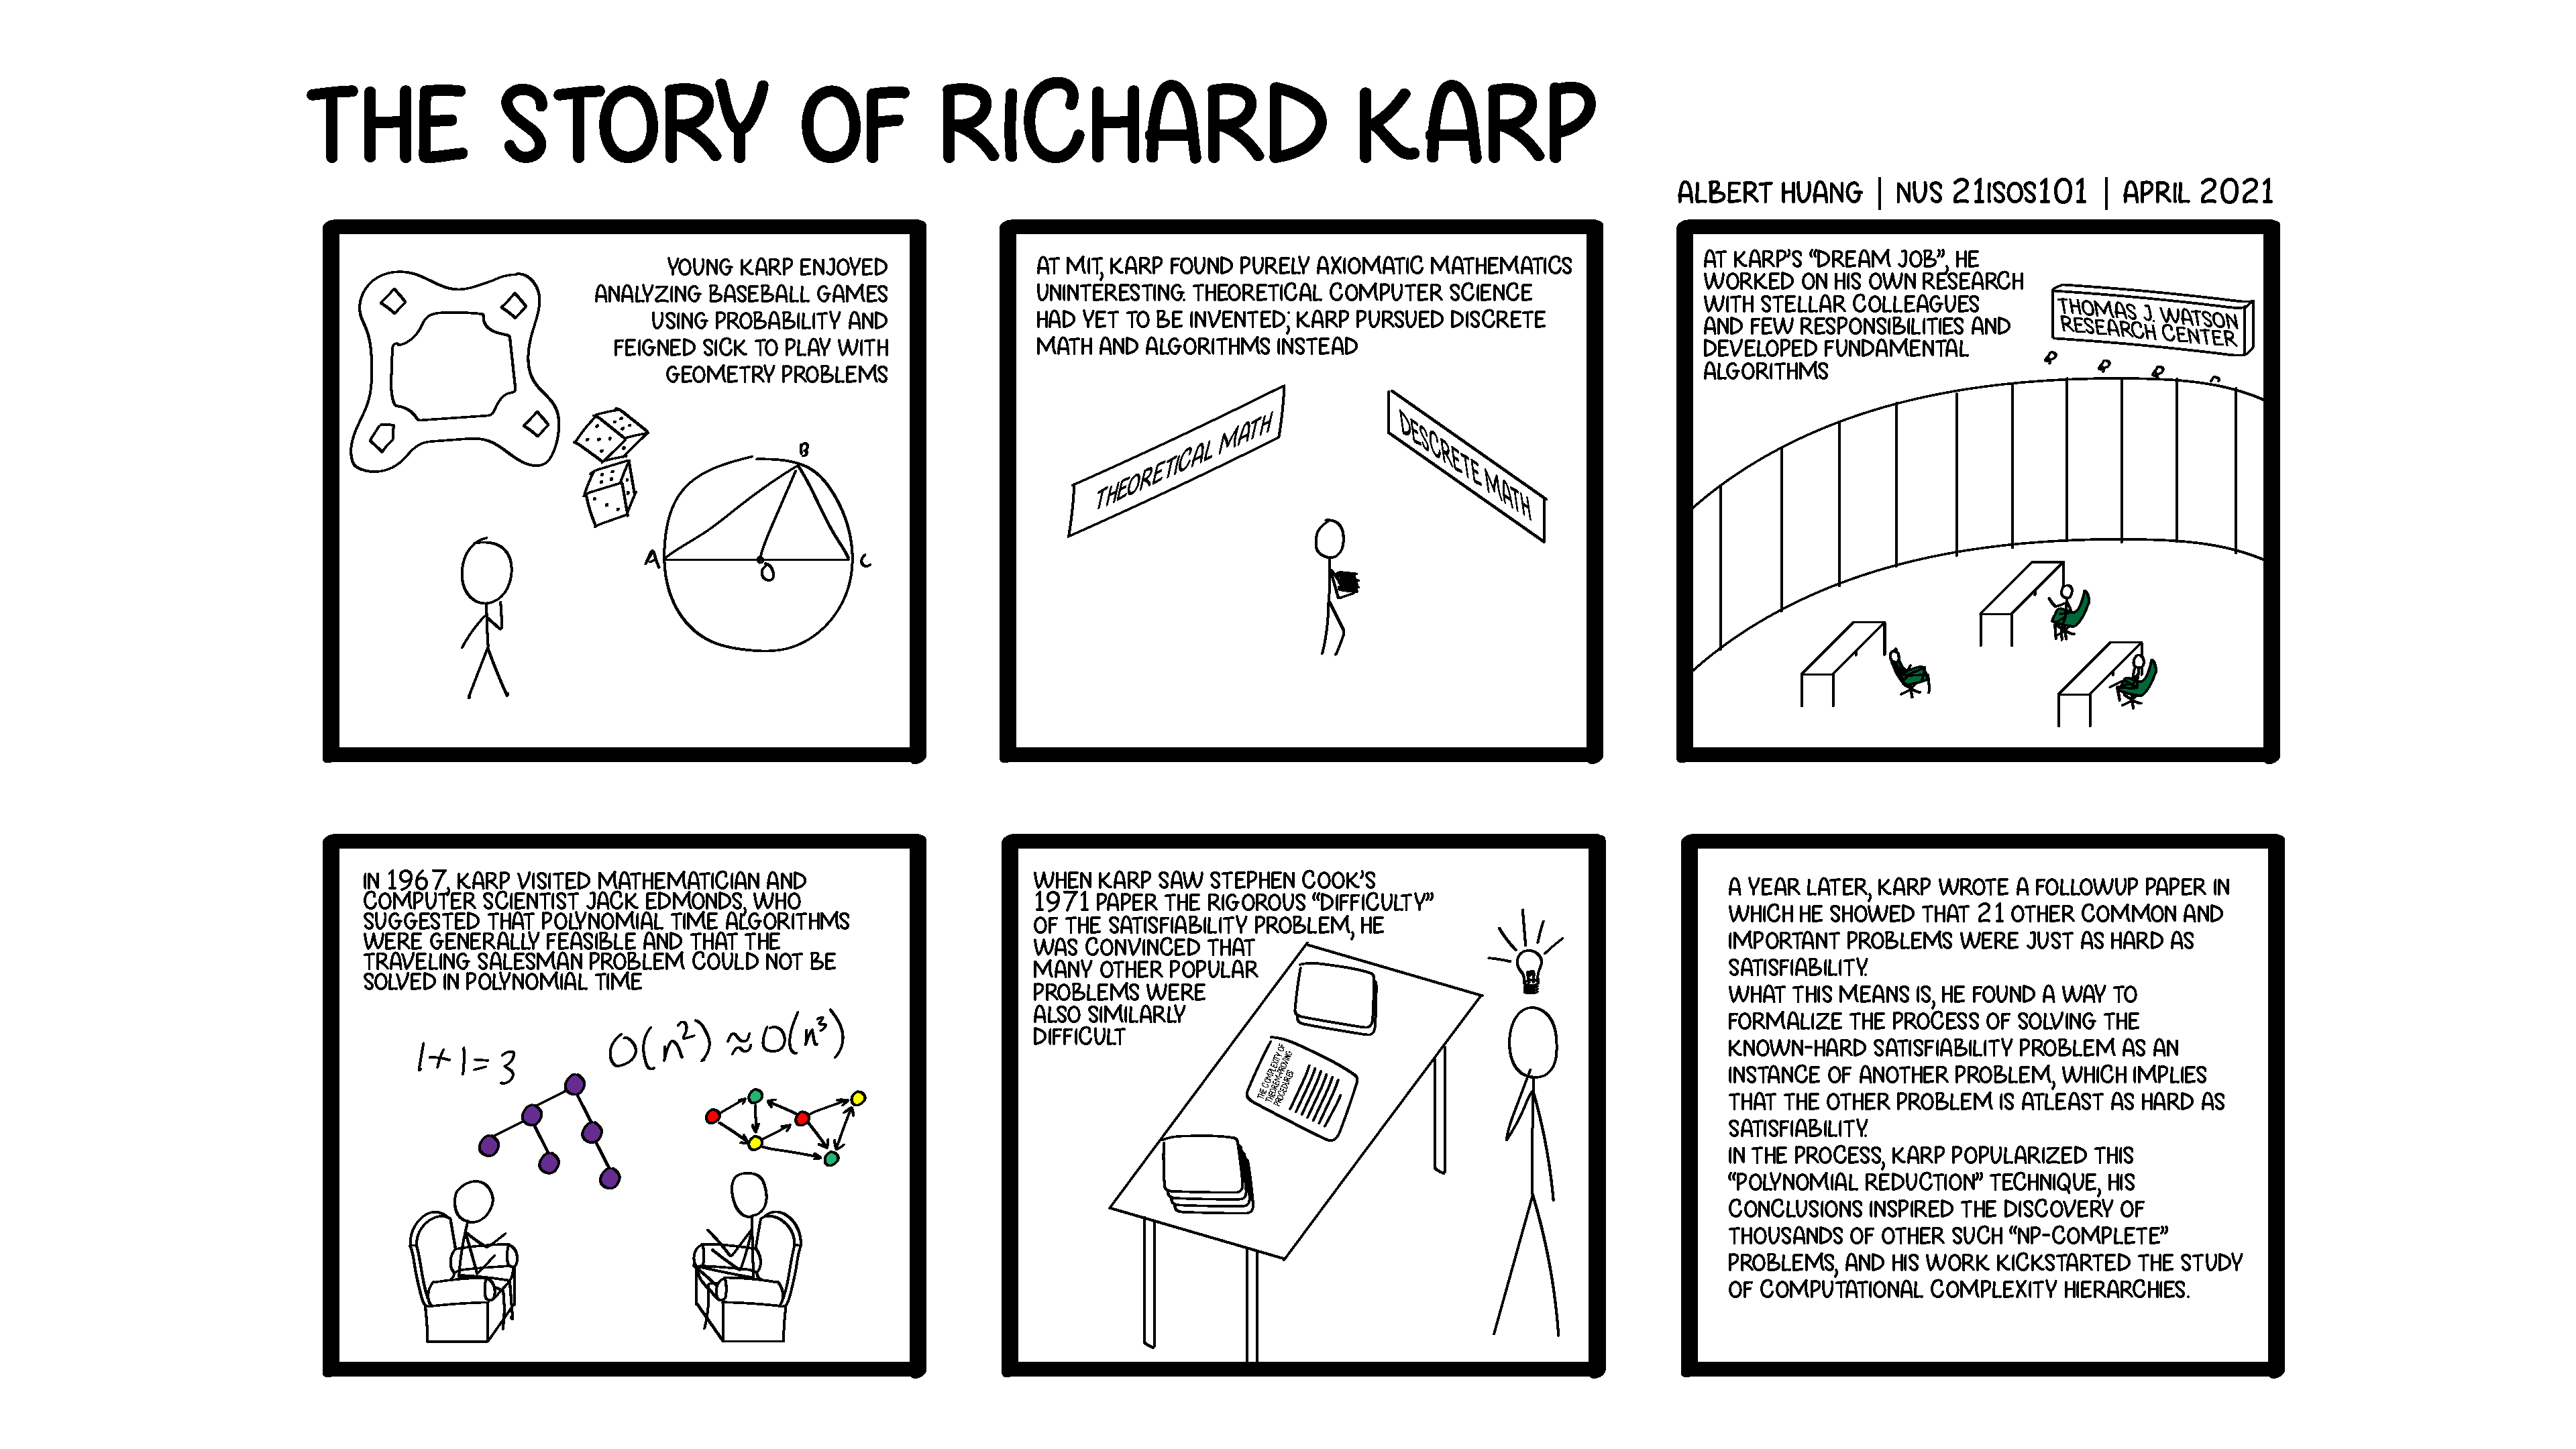 THE STORY OF RICHARD KARP
ALBERT HUANG | NUS 21ISOS101 | APRIL 2021
YOUNG KARP ENJOYED
ANALYZING BASEBALL GAMES
USING PROBABILITY AND
FEIGNED SICK TO PLAY WITH
GEOMETRY PROBLEMS
B
A
O
C
AT MIT, KARP FOUND PURELY AXIOMATIC MATHEMATICS
UNINTERESTING. THEORETICAL COMPUTER SCIENCE
HAD YET TO BE INVENTED; KARP PURSUED DISCRETE
MATH AND ALGORITHMS INSTEAD
THEORETICAL MATH
DESCRETE MATH
AT KARP'S “DREAM JOB”, HE
WORKED ON HIS OWN RESEARCH
WITH STELLAR COLLEAGUES
AND FEW RESPONSIBILITIES AND
DEVELOPED FUNDAMENTAL
ALGORITHMS
THOMAS J. WATSON
RESEARCH CENTER
IN 1967, KARP VISITED MATHEMATICIAN AND
COMPUTER SCIENTIST JACK EDMONDS, WHO
SUGGESTED THAT POLYNOMIAL TIME ALGORITHMS
WERE GENERALLY FEASIBLE AND THAT THE
TRAVELING SALESMAN PROBLEM COULD NOT BE
SOLVED IN POLYNOMIAL TIME
1+1=3
O(n²) ≈ O(n³)
WHEN KARP SAW STEPHEN COOK'S
1971 PAPER THE RIGOROUS “DIFFICULTY”
OF THE SATISFIABILITY PROBLEM, HE
WAS CONVINCED THAT
MANY OTHER POPULAR
PROBLEMS WERE
ALSO SIMILARLY
DIFFICULT
THE COMPLEXITY OF
THEOREM-PROVING
PROCEDURES
A YEAR LATER, KARP WROTE A FOLLOWUP PAPER IN
WHICH HE SHOWED THAT 21 OTHER COMMON AND
IMPORTANT PROBLEMS WERE JUST AS HARD AS
SATISFIABILITY.
WHAT THIS MEANS IS, HE FOUND A WAY TO
FORMALIZE THE PROCESS OF SOLVING THE
KNOWN-HARD SATISFIABILITY PROBLEM AS AN
INSTANCE OF ANOTHER PROBLEM, WHICH IMPLIES
THAT THE OTHER PROBLEM IS ATLEAST AS HARD AS
SATISFIABILITY.
IN THE PROCESS, KARP POPULARIZED THIS
“POLYNOMIAL REDUCTION” TECHNIQUE, HIS
CONCLUSIONS INSPIRED THE DISCOVERY OF
THOUSANDS OF OTHER SUCH “NP-COMPLETE”
PROBLEMS, AND HIS WORK KICKSTARTED THE STUDY
OF COMPUTATIONAL COMPLEXITY HIERARCHIES.